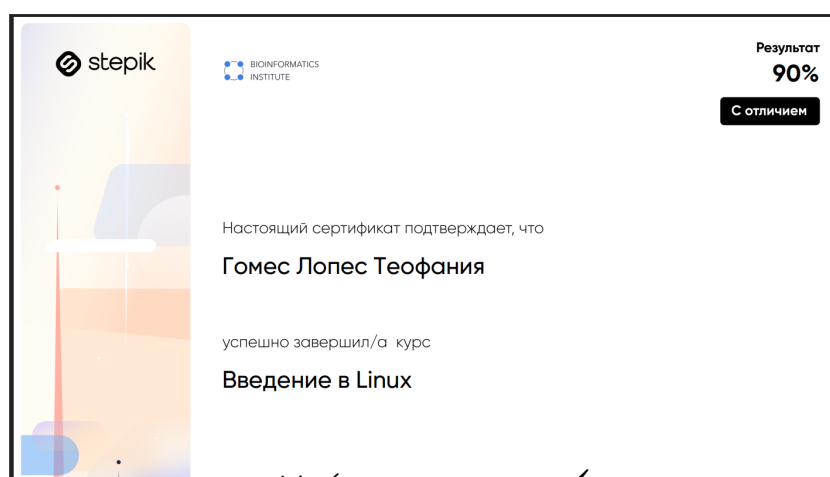 stepik
BIOINFORMATICS
INSTITUTE
Результат
90%
С отличием
Настоящий сертификат подтверждает, что
Гомес Лопес Теофания
успешно завершил/а курс
Введение в Linux